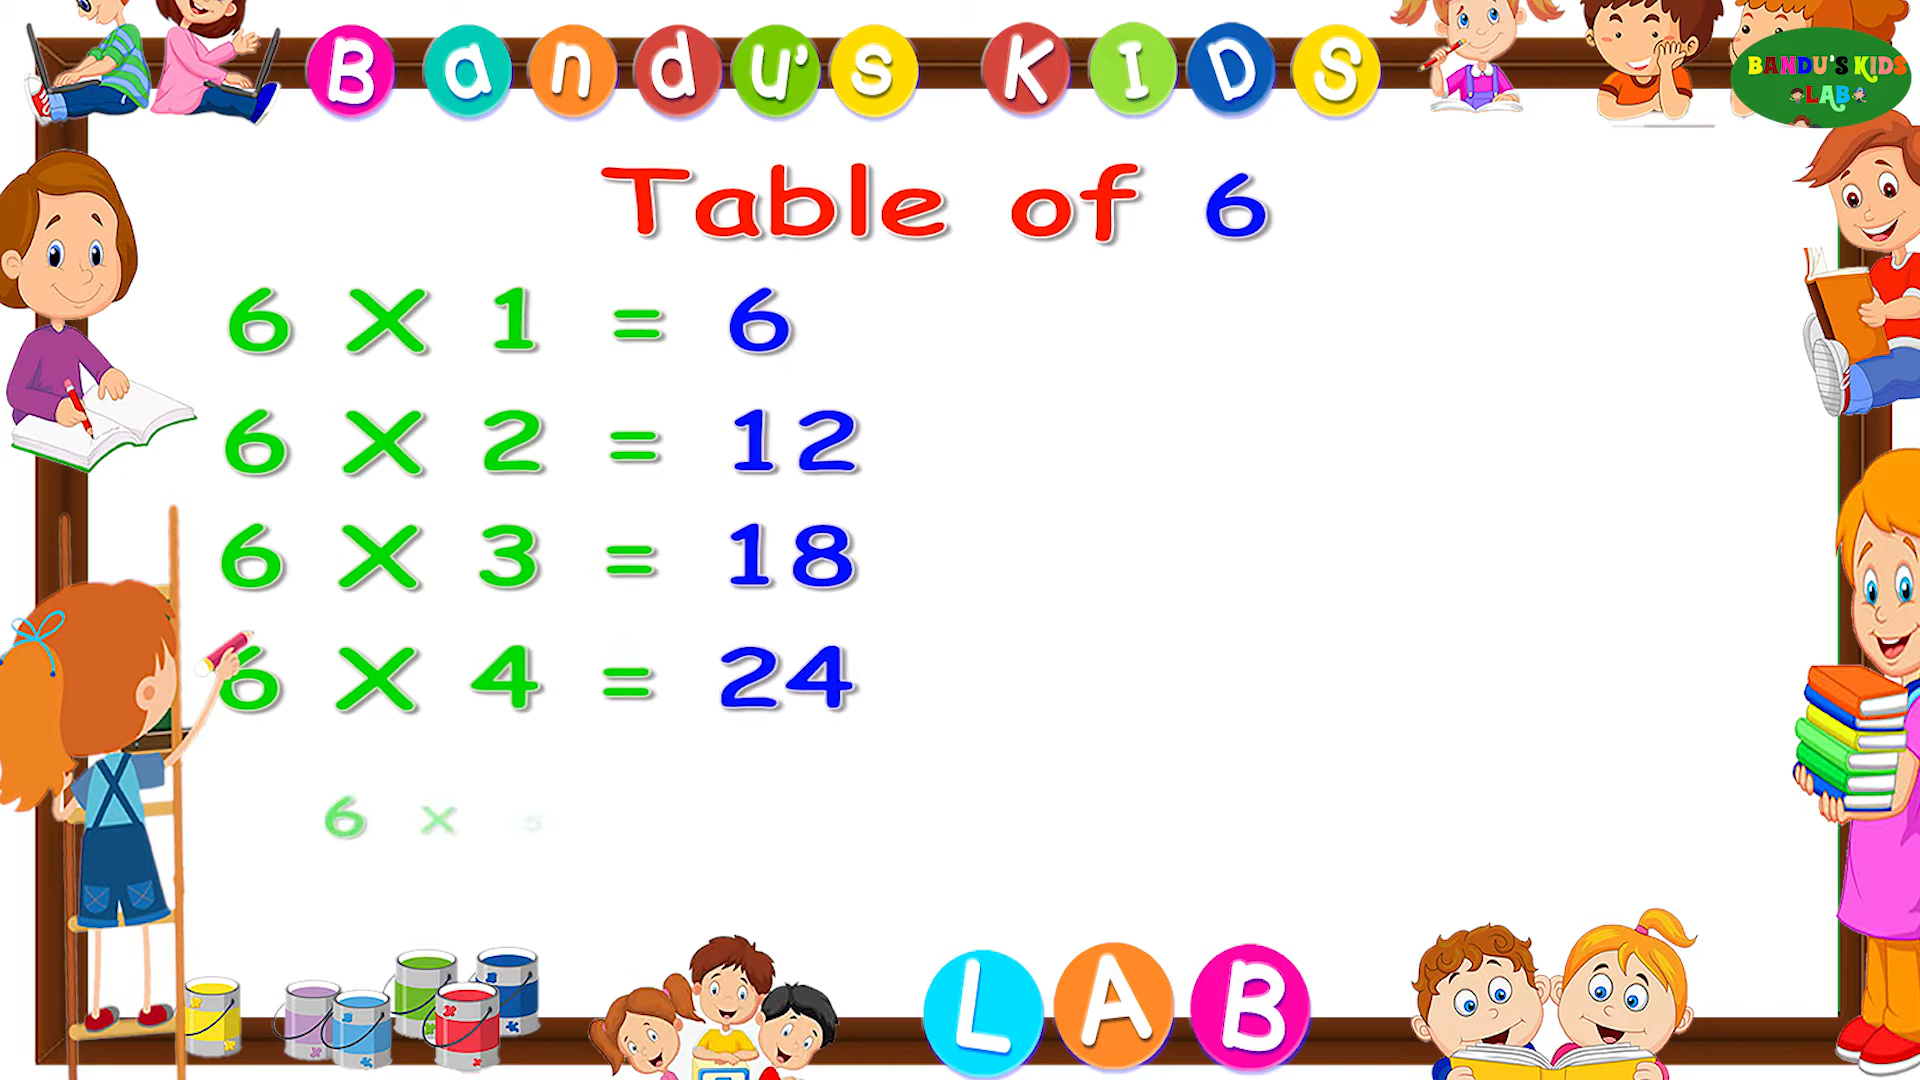 Bandu's KIDS
BANDU'S KIDS
LAB
Table of 6
6 X 1 = 6
6 X 2 = 12
6 X 3 = 18
6 X 4 = 24
6 x 5
LAB